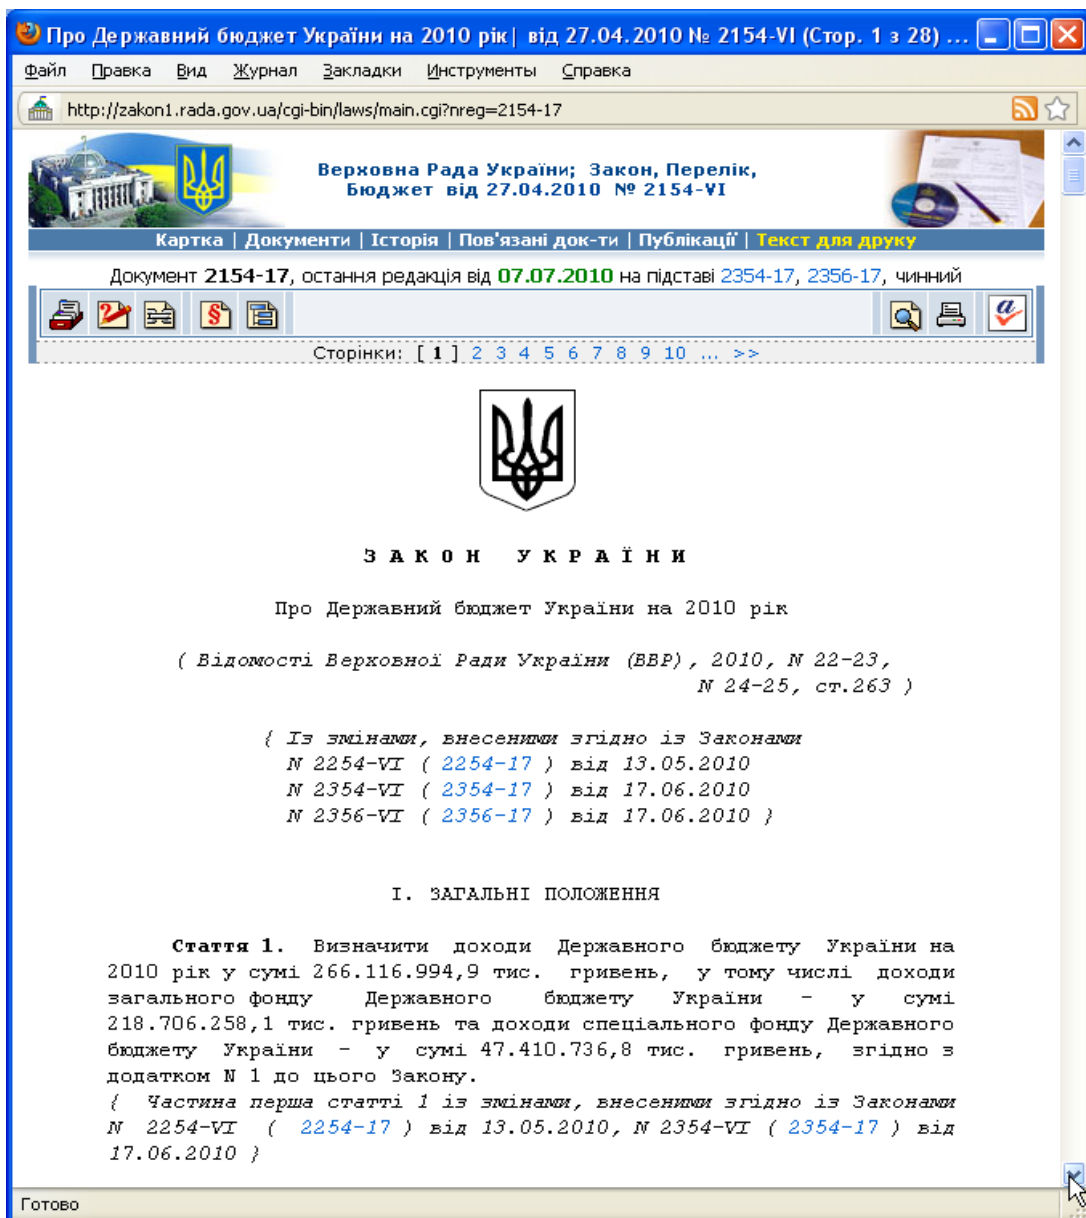 Про Державний бюджет України на 2010 рік| від 27.04.2010 № 2154-VI (Стор. 1 з 28) ...
Файл Правка Вид Журнал Закладки Инструменты Справка
http://zakon1.rada.gov.ua/cgi-bin/laws/main.cgi?nreg=2154-17
Верховна Рада України; Закон, Перелік,
Бюджет від 27.04.2010 № 2154-VI
Картка | Документи | Історія | Пов'язані док-ти | Публікації | Текст для друку
Документ 2154-17, остання редакція від 07.07.2010 на підставі 2354-17, 2356-17, чинний
Сторінки: [ 1 ] 2 3 4 5 6 7 8 9 10 ... >>
З А К О Н У К Р А Ї Н И
Про Державний бюджет України на 2010 рік
( Відомості Верховної Ради України (ВВР), 2010, N 22-23,
N 24-25, ст.263 )
{ Із змінами, внесеними згідно із Законами
N 2254-VI ( 2254-17 ) від 13.05.2010
N 2354-VI ( 2354-17 ) від 17.06.2010
N 2356-VI ( 2356-17 ) від 17.06.2010 }
I. ЗАГАЛЬНІ ПОЛОЖЕННЯ
Стаття 1. Визначити доходи Державного бюджету України на
2010 рік у сумі 266.116.994,9 тис. гривень, у тому числі доходи
загального фонду Державного бюджету України - у сумі
218.706.258,1 тис. гривень та доходи спеціального фонду Державного
бюджету України - у сумі 47.410.736,8 тис. гривень, згідно з
додатком N 1 до цього Закону.
{ Частина перша статті 1 із змінами, внесеними згідно із Законами
N 2254-VI ( 2254-17 ) від 13.05.2010, N 2354-VI ( 2354-17 ) від
17.06.2010 }
Готово